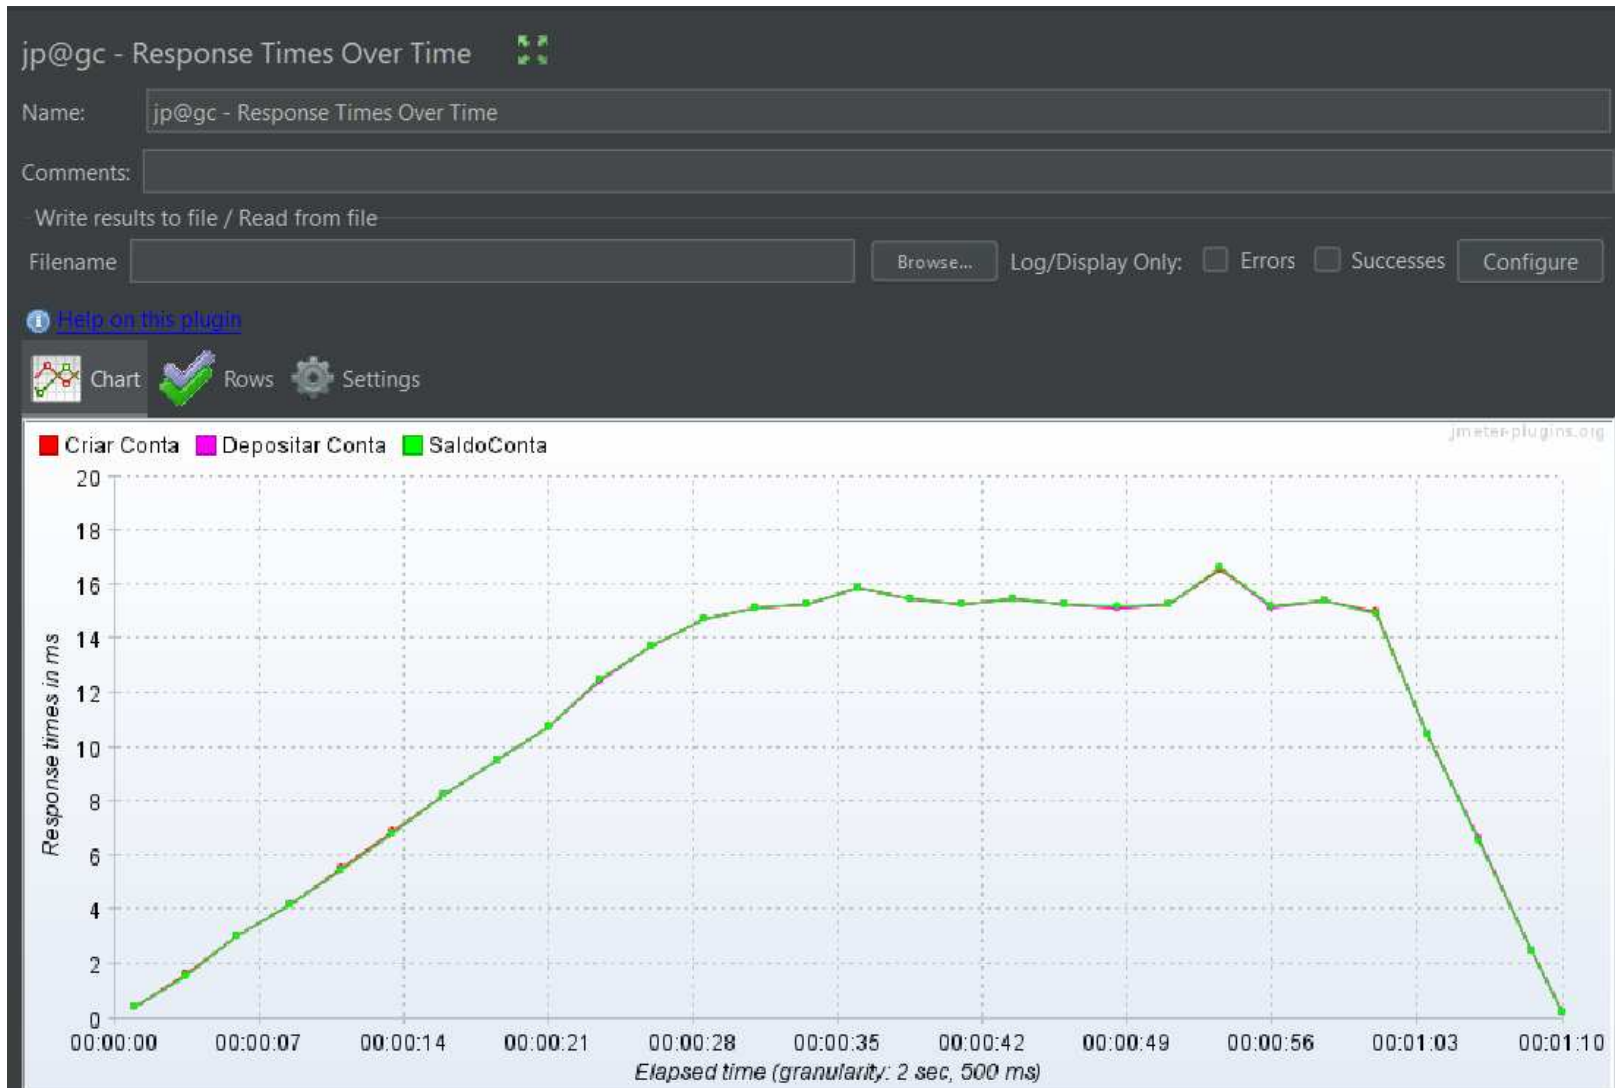 jp@gc - Response Times Over Time
Name: jp@gc - Response Times Over Time
Comments:
Write results to file / Read from file
Filename Browse... Log/Display Only: Errors Successes Configure
Help on this plugin
Chart Rows Settings
jmeter-plugins.org
Criar Conta Depositar Conta SaldoConta
20
18
16
14
12
10
8
6
4
2
0
Response times in ms
00:00:00 00:00:07 00:00:14 00:00:21 00:00:28 00:00:35 00:00:42 00:00:49 00:00:56 00:01:03 00:01:10
Elapsed time (granularity: 2 sec, 500 ms)